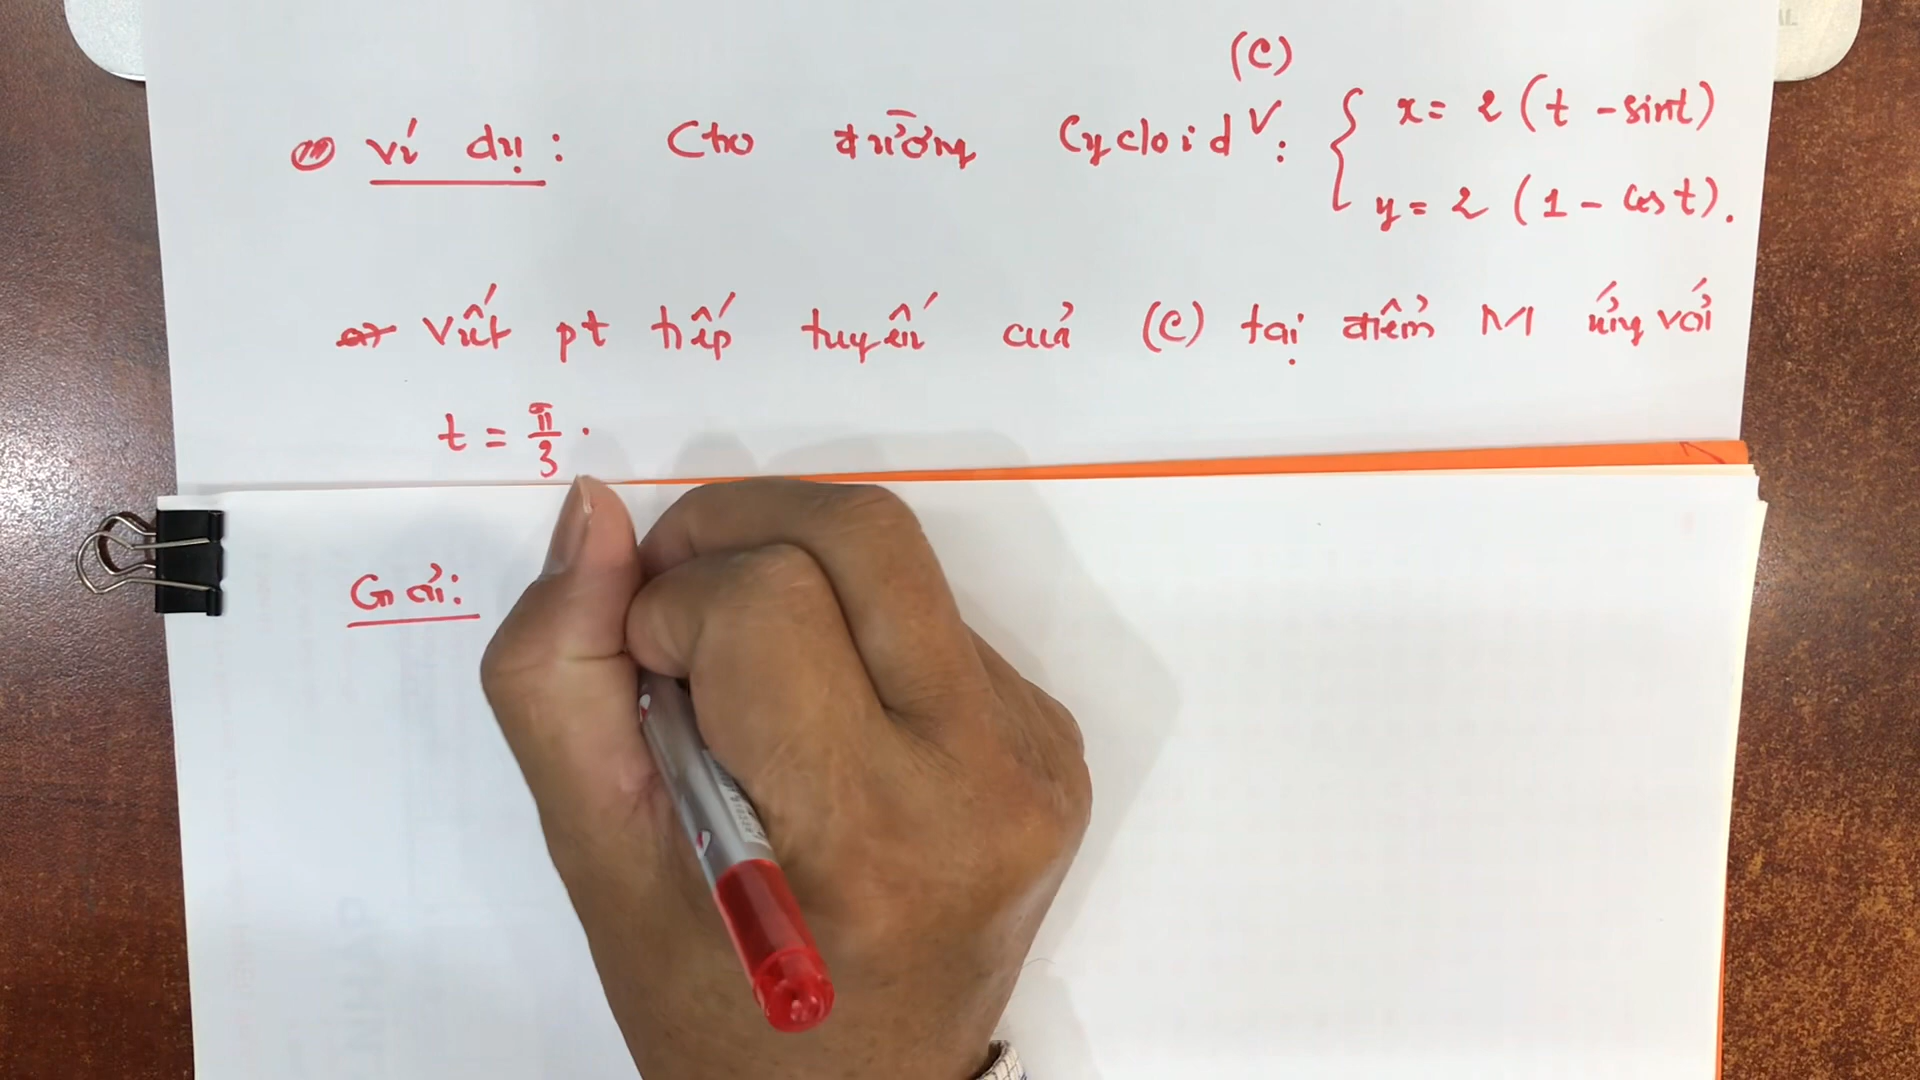 (C)
Ví dụ: Cho đường Cycloid: { x = 2 (t - sint)
y = 2 (1 - cos t).
Viết pt tiếp tuyến của (C) tại điểm M ứng với
t = π/3.
Giải: